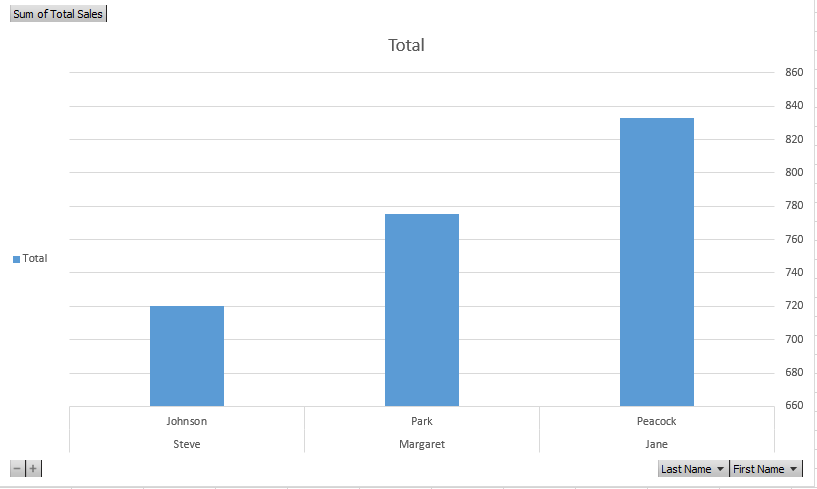 Sum of Total Sales
Total
860
840
820
800
780
760
Total
740
720
700
680
660
Johnson Park Peacock
Steve Margaret Jane
− + Last Name First Name